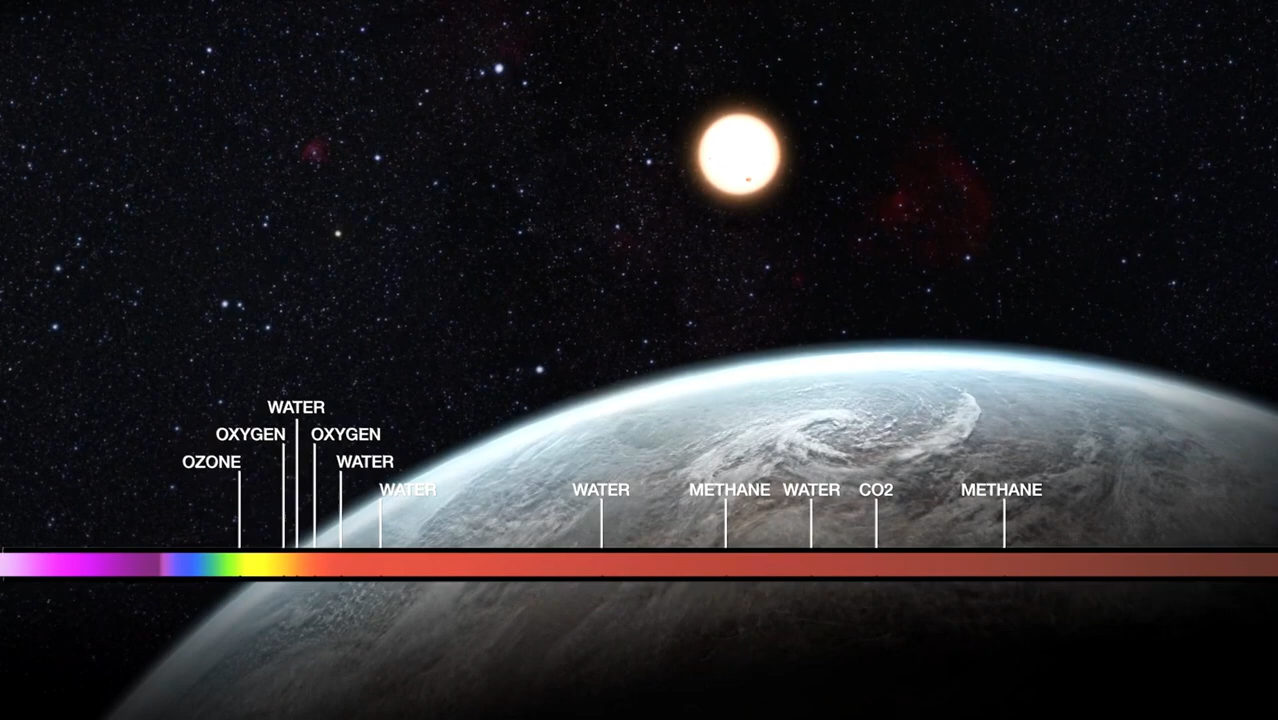 WATER
OXYGEN OXYGEN
OZONE WATER
WATER WATER METHANE WATER CO2 METHANE